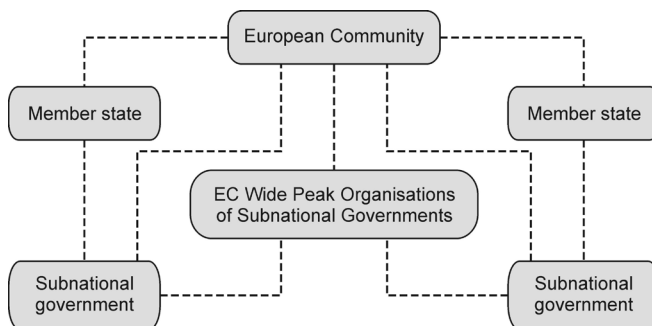 European Community
Member state
Member state
EC Wide Peak Organisations
of Subnational Governments
Subnational
government
Subnational
government